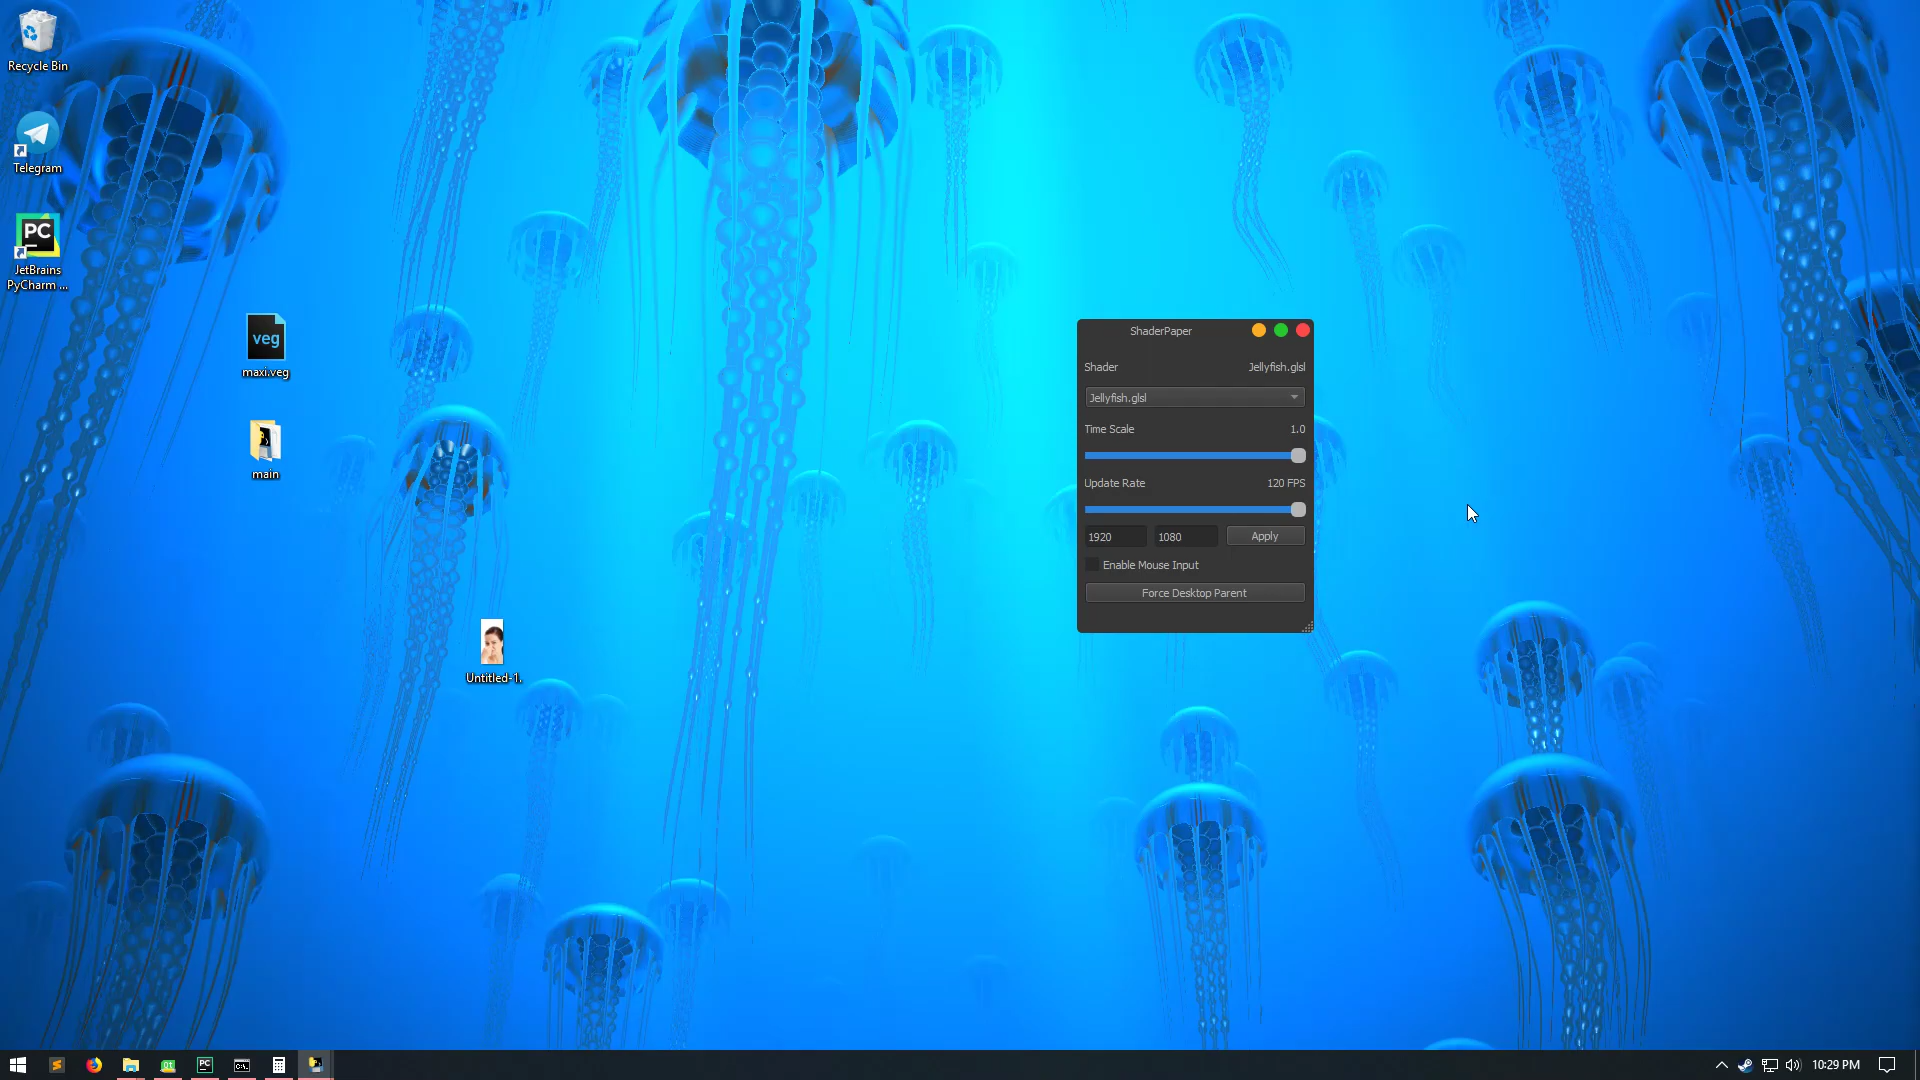 Recycle Bin
Telegram
PC
JetBrains
PyCharm ...
veg
maxi.veg
main
Untitled-1.
ShaderPaper
Shader
Jellyfish.glsl
Jellyfish.glsl
Time Scale
1.0
Update Rate
120 FPS
1920
1080
Apply
Enable Mouse Input
Force Desktop Parent
Qt
PC
C:\.
10:29 PM